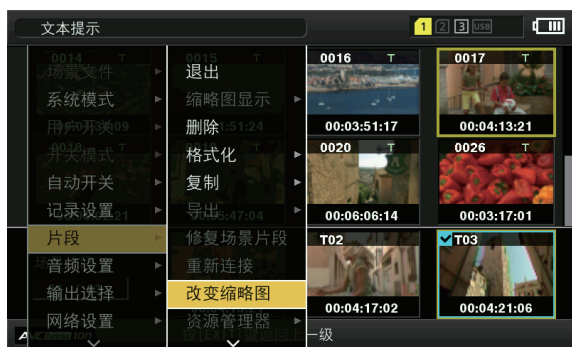 文本提示
1 2 3 USB
0014 T 0015 T 0016 T 0017 T
场景文件 退出
系统模式 缩略图显示
00:03:51:17 00:04:13:21
用户开关 删除
开关模式 格式化
0020 T 0026 T
自动开关 复制
记录设置 导出
00:06:06:14 00:03:17:01
片段 修复场景片段
T02 T03
音频设置 重新连接
输出选择 改变缩略图
00:04:17:02 00:04:21:06
网络设置 资源管理器
一级